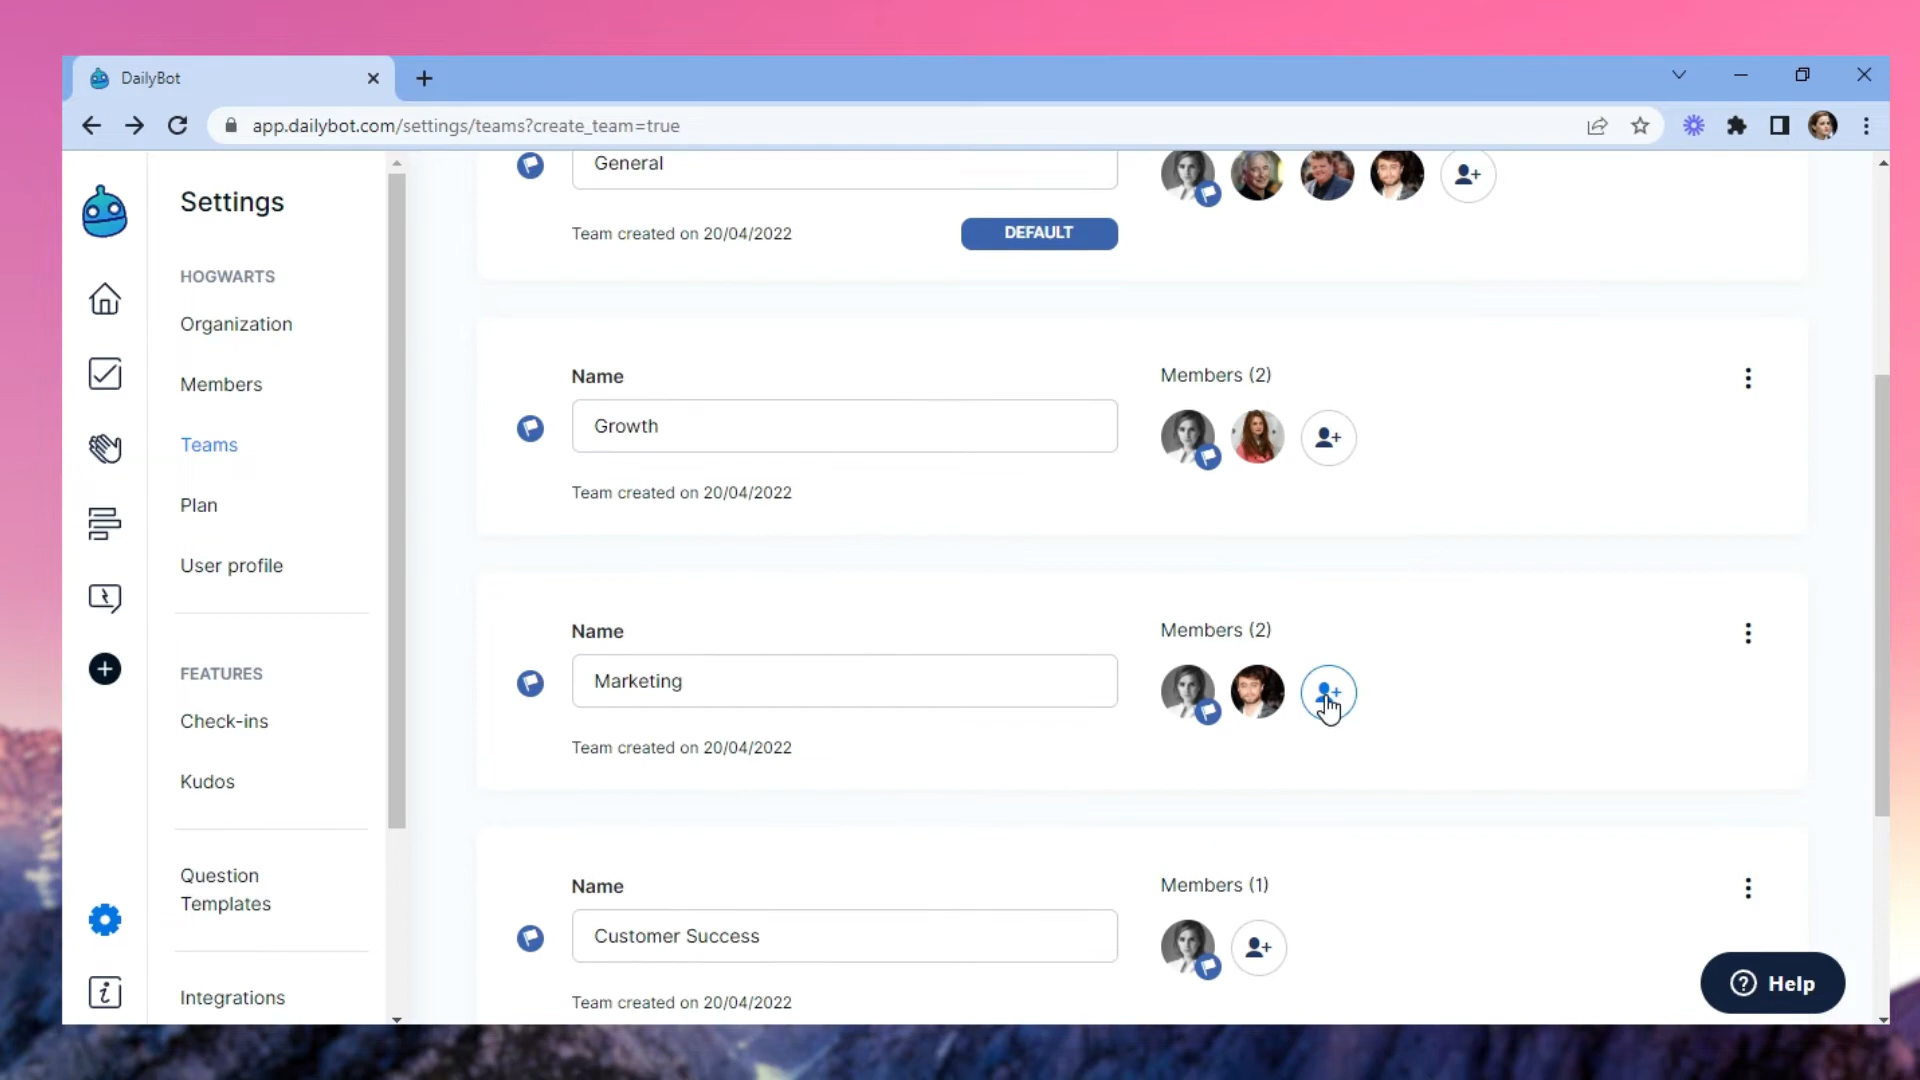 DailyBot
app.dailybot.com/settings/teams?create_team=true
Settings
HOGWARTS
Organization
Members
Teams
Plan
User profile
FEATURES
Check-ins
Kudos
Question
Templates
Integrations
General
Team created on 20/04/2022
DEFAULT
Name
Members (2)
Growth
Team created on 20/04/2022
Name
Members (2)
Marketing
Team created on 20/04/2022
Name
Members (1)
Customer Success
Team created on 20/04/2022
Help